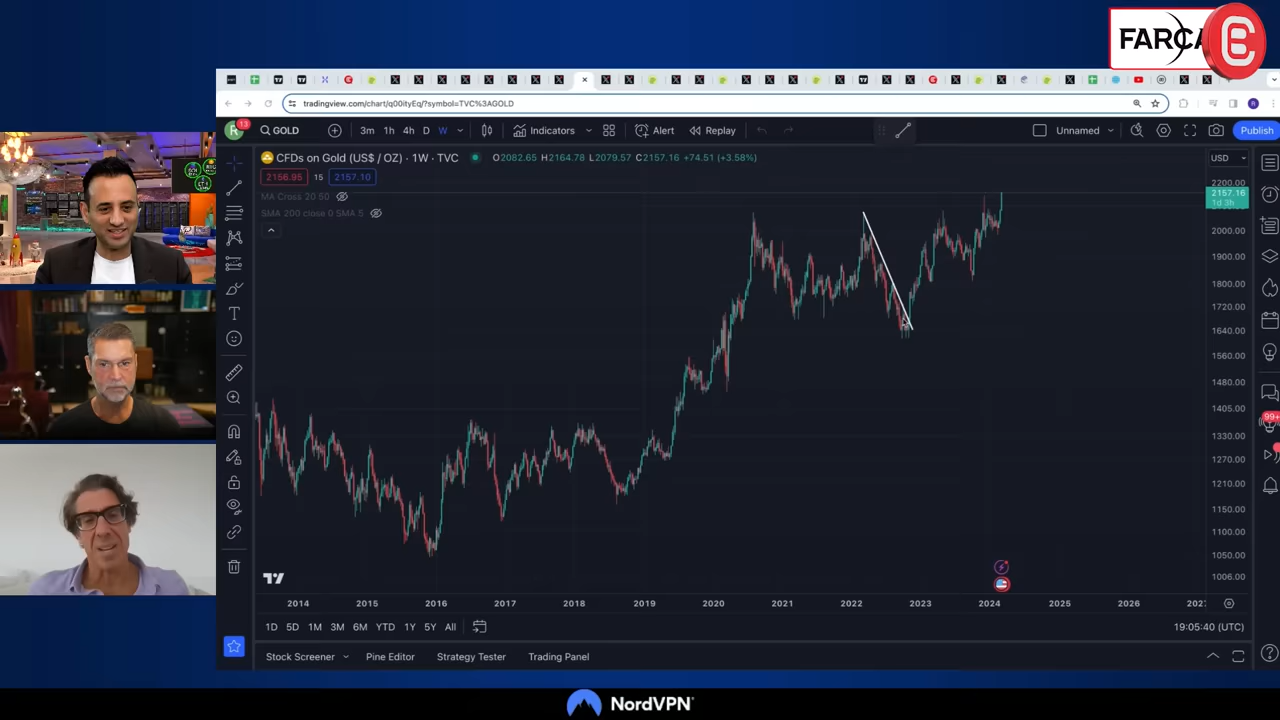 FARCA
tradingview.com/chart/q00ityEq/?symbol=TVC%3AGOLD
R
13
GOLD
3m 1h 4h D W
Indicators
Alert
Replay
Unnamed
Publish
CFDs on Gold (US$ / OZ) · 1W · TVC
O2082.65 H2164.78 L2079.57 C2157.16 +74.51 (+3.58%)
USD
2156.95
15
2157.10
MA Cross 20 50
SMA 200 close 0 SMA 5
2200.00
2157.16
1d 3h
2000.00
1900.00
1800.00
1720.00
1640.00
1560.00
1480.00
1405.00
1330.00
1270.00
1210.00
1150.00
1100.00
1050.00
1006.00
99+
2014 2015 2016 2017 2018 2019 2020 2021 2022 2023 2024 2025 2026 202
1D 5D 1M 3M 6M YTD 1Y 5Y All
19:05:40 (UTC)
Stock Screener
Pine Editor
Strategy Tester
Trading Panel
NordVPN